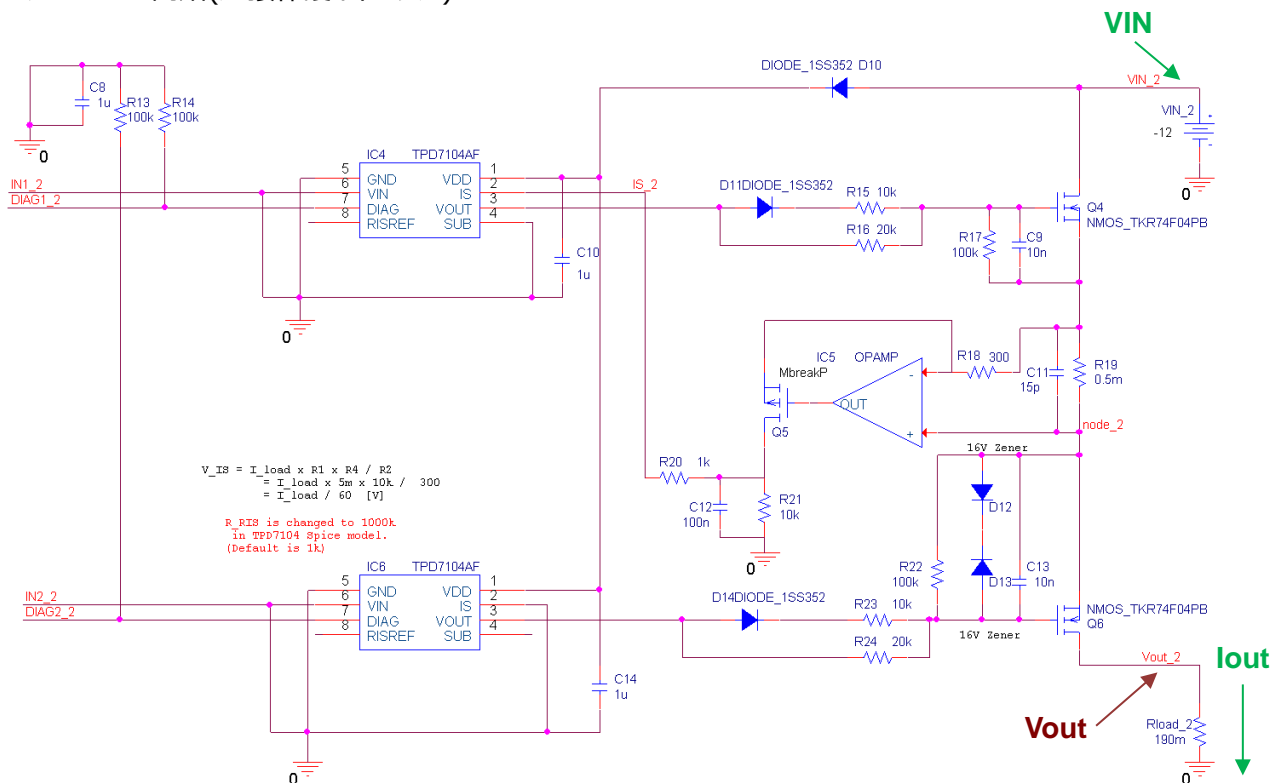 VIN
DIODE_1SS352 D10
VIN_2
VIN_2
-12
0
C8
1u
R13
100k
R14
100k
0
IC4 TPD7104AF
5 GND VDD 1
6 VIN IS 2
7 DIAG VOUT 3
8 RISREF SUB 4
IN1_2
DIAG1_2
IS_2
D11DIODE_1SS352
R15 10k
R16 20k
R17
100k
C9
10n
Q4
NMOS_TKR74F04PB
C10
1u
0
IC5 OPAMP
MbreakP
OUT
-
+
Q5
R18 300
C11
15p
R19
0.5m
node_2
16V Zener
R20 1k
C12
100n
R21
10k
0
V_IS = I_load x R1 x R4 / R2
= I_load x 5m x 10k / 300
= I_load / 60 [V]
R_RIS is changed to 1000k
in TPD7104 Spice model.
(Default is 1k)
D12
D13
R22
100k
C13
10n
IC6 TPD7104AF
5 GND VDD 1
6 VIN IS 2
7 DIAG VOUT 3
8 RISREF SUB 4
IN2_2
DIAG2_2
D14DIODE_1SS352
R23 10k
R24 20k
16V Zener
NMOS_TKR74F04PB
Q6
Vout_2
Iout
Vout
Rload_2
190m
C14
1u
0
0